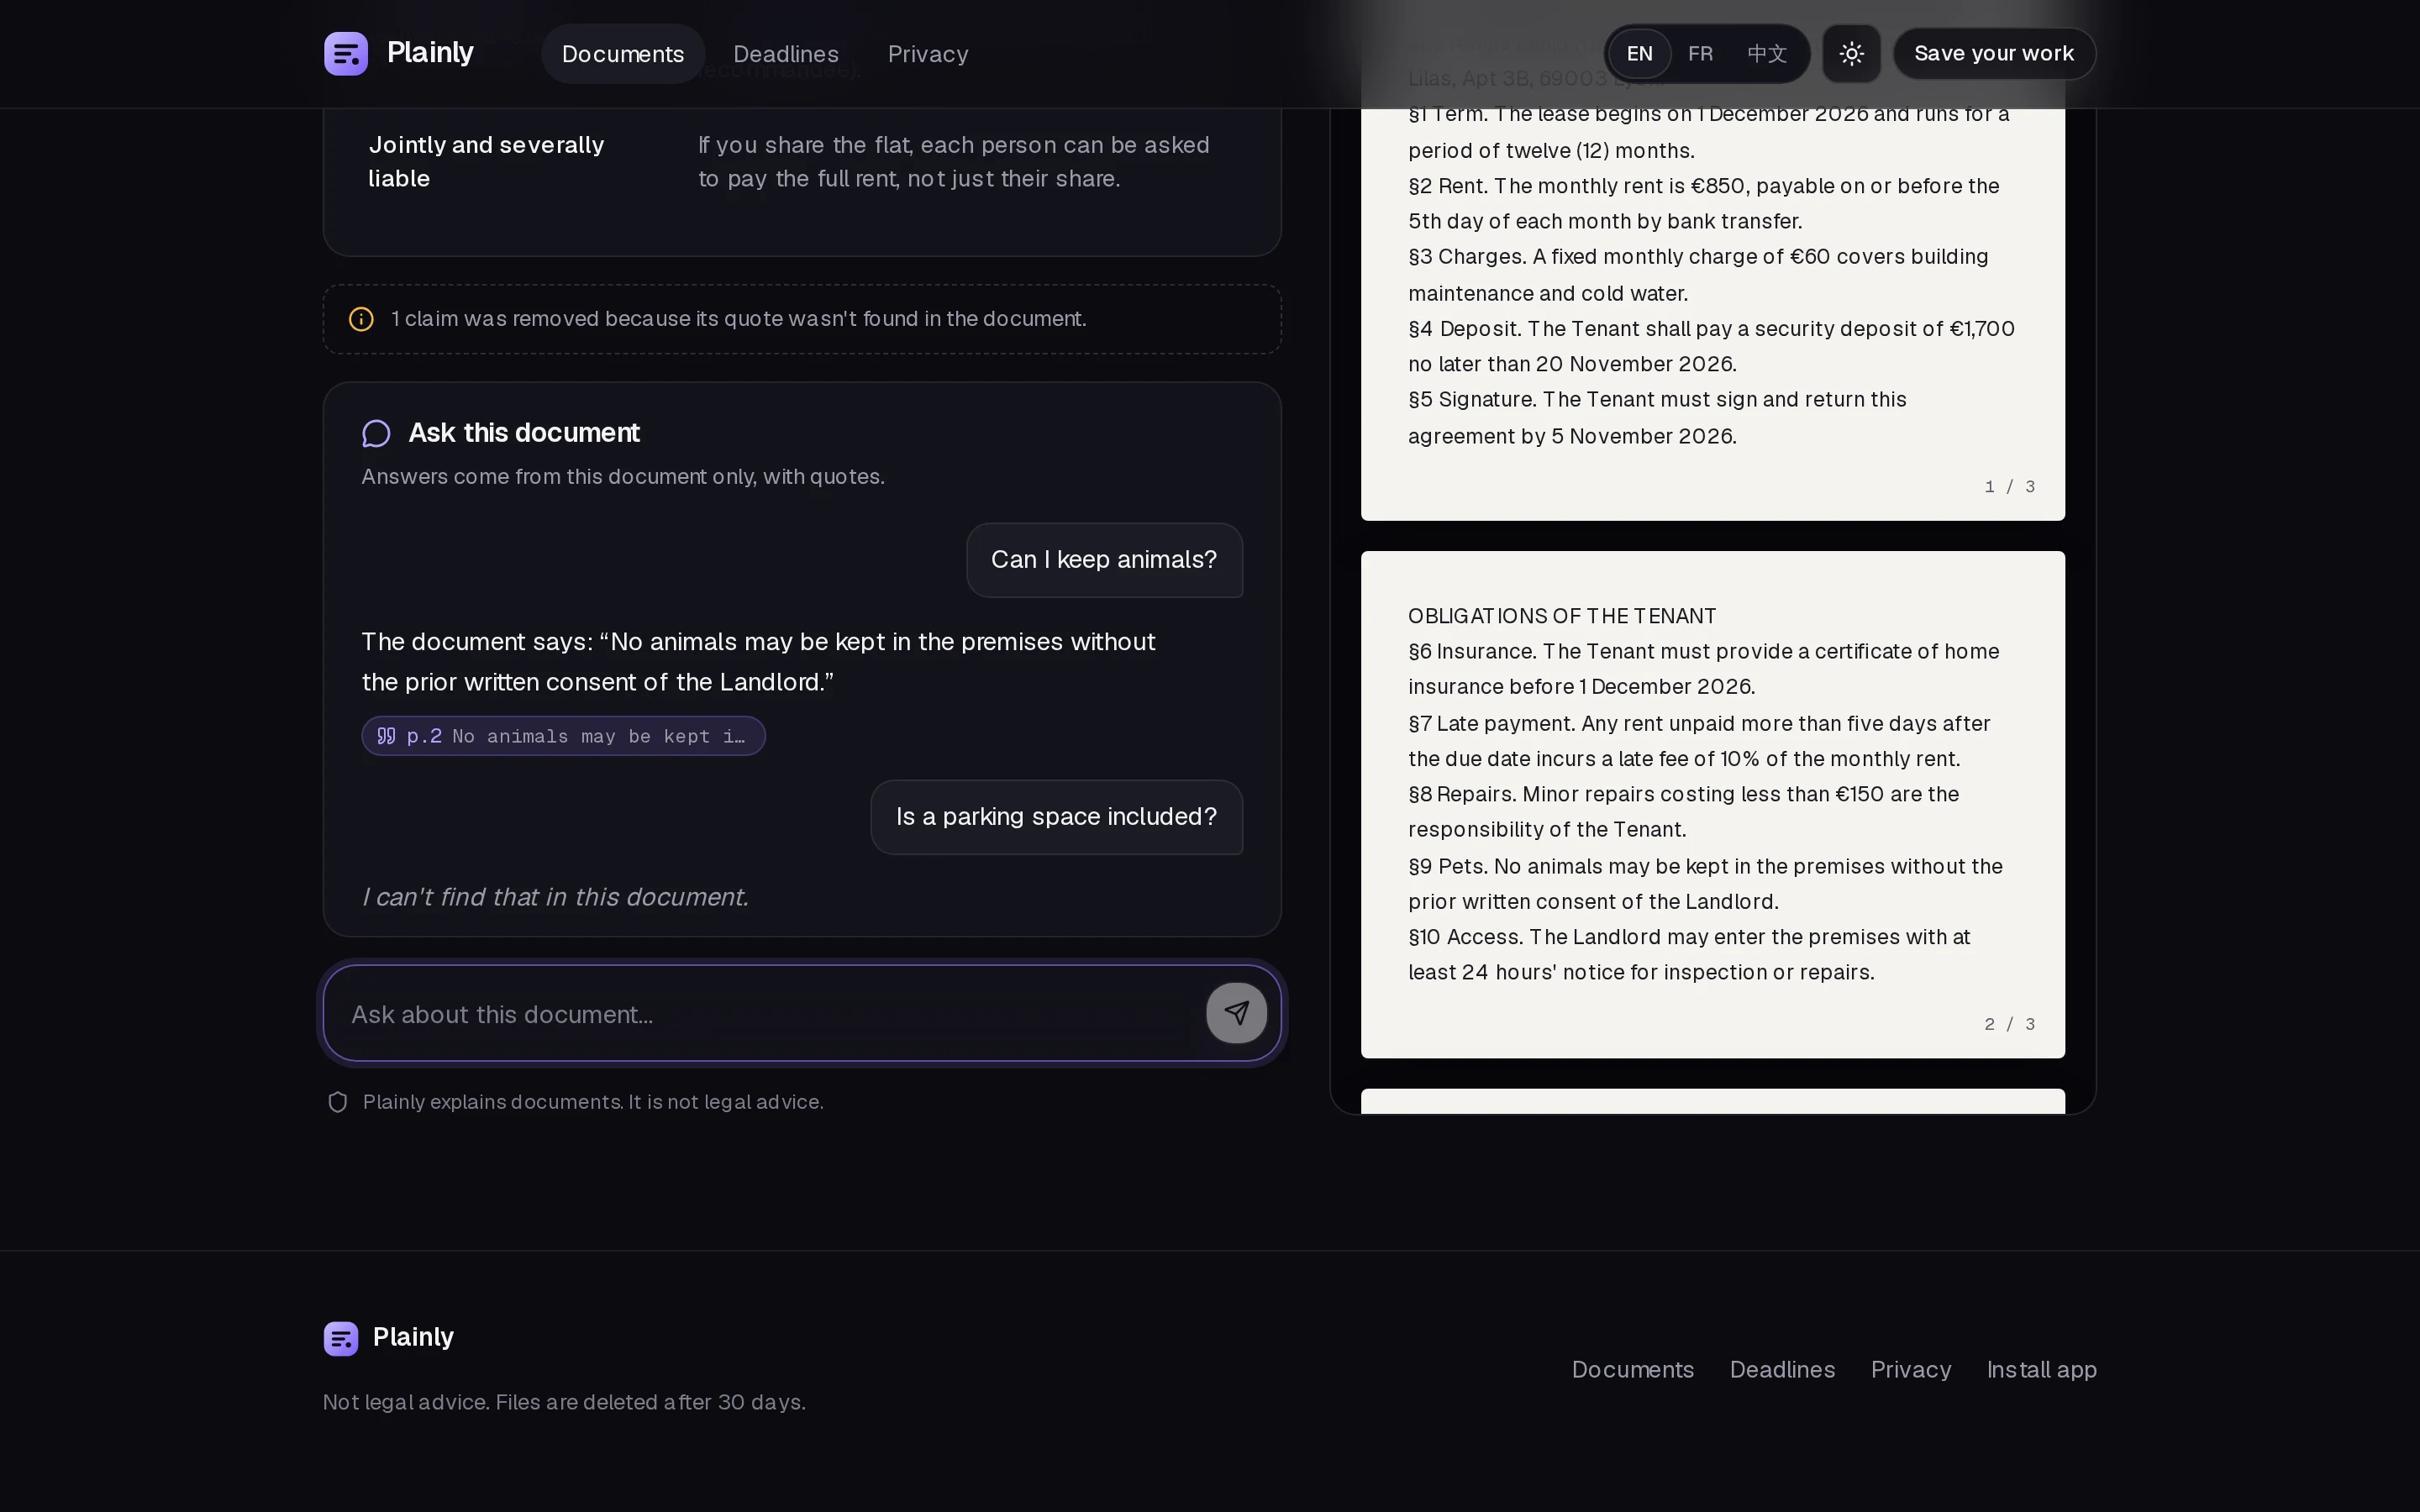 Plainly
Documents
Deadlines
Privacy
EN
FR
中文
Save your work
Jointly and severally
liable
If you share the flat, each person can be asked
to pay the full rent, not just their share.
1 claim was removed because its quote wasn't found in the document.
Ask this document
Answers come from this document only, with quotes.
Can I keep animals?
The document says: “No animals may be kept in the premises without
the prior written consent of the Landlord.”
p.2 No animals may be kept i…
Is a parking space included?
I can't find that in this document.
Ask about this document…
Plainly explains documents. It is not legal advice.
Lilas, Apt 3B, 69003
§1 Term. The lease begins on 1 December 2026 and runs for a
period of twelve (12) months.
§2 Rent. The monthly rent is €850, payable on or before the
5th day of each month by bank transfer.
§3 Charges. A fixed monthly charge of €60 covers building
maintenance and cold water.
§4 Deposit. The Tenant shall pay a security deposit of €1,700
no later than 20 November 2026.
§5 Signature. The Tenant must sign and return this
agreement by 5 November 2026.
1 / 3
OBLIGATIONS OF THE TENANT
§6 Insurance. The Tenant must provide a certificate of home
insurance before 1 December 2026.
§7 Late payment. Any rent unpaid more than five days after
the due date incurs a late fee of 10% of the monthly rent.
§8 Repairs. Minor repairs costing less than €150 are the
responsibility of the Tenant.
§9 Pets. No animals may be kept in the premises without the
prior written consent of the Landlord.
§10 Access. The Landlord may enter the premises with at
least 24 hours' notice for inspection or repairs.
2 / 3
Plainly
Not legal advice. Files are deleted after 30 days.
Documents
Deadlines
Privacy
Install app